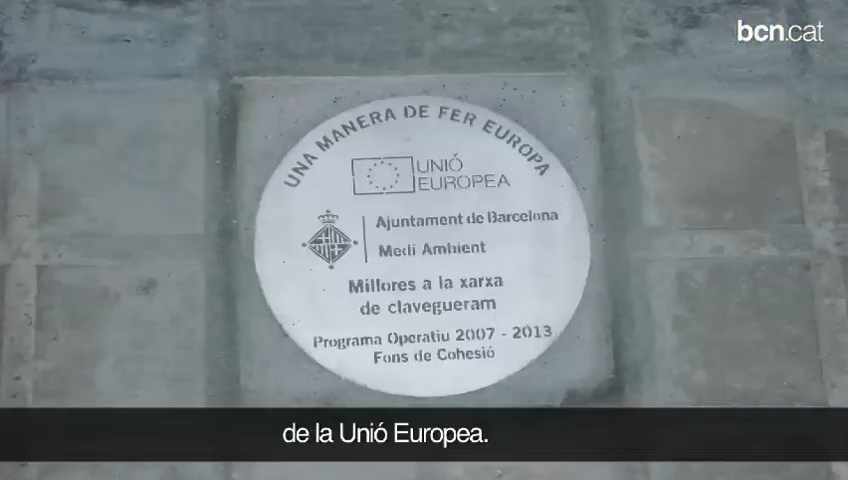 bcn.cat
UNA MANERA DE FER EUROPA
UNIÓ
EUROPEA
Ajuntament de Barcelona
Medi Ambient
Millores a la xarxa
de clavegueram
Programa Operatiu 2007 - 2013
Fons de Cohesió
de la Unió Europea.